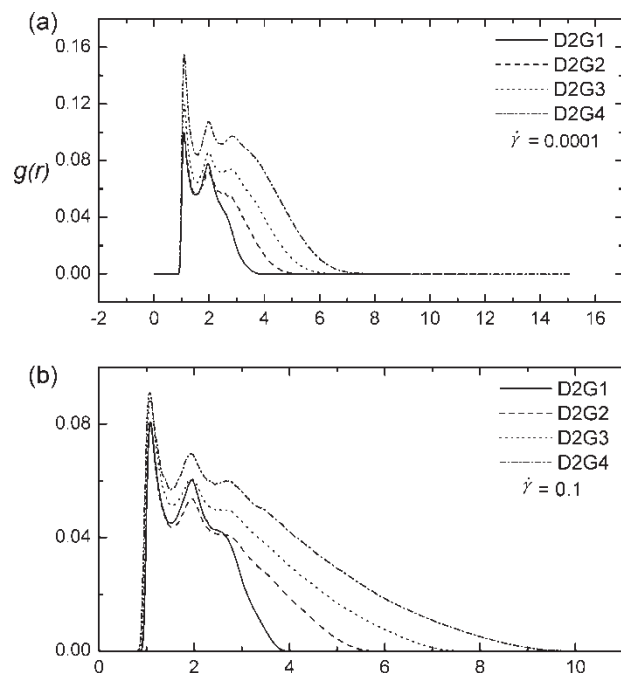 (a)
0.16
0.12
g(r) 0.08
0.04
0.00
-2 0 2 4 6 8 10 12 14 16
D2G1
D2G2
D2G3
D2G4
γ̇ = 0.0001
(b)
0.08
0.04
0.00
0 2 4 6 8 10
D2G1
D2G2
D2G3
D2G4
γ̇ = 0.1